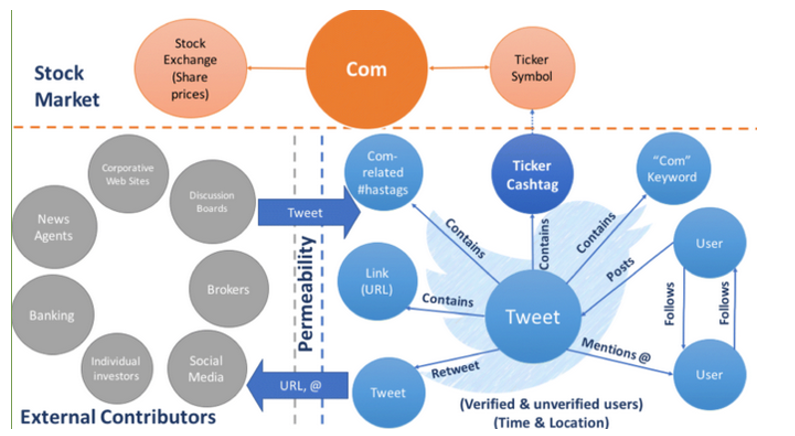 Stock
Exchange
(Share
prices)
Com
Ticker
Symbol
Stock
Market
Corporative
Web Sites
Discussion
Boards
News
Agents
Brokers
Banking
Individual
investors
Social
Media
External Contributors
Tweet
URL, @
Permeability
Com-
related
#hastags
Ticker
Cashtag
"Com"
Keyword
Link
(URL)
Tweet
Tweet
User
User
Contains
Contains
Contains
Contains
Posts
Follows
Follows
Mentions @
Retweet
(Verified & unverified users)
(Time & Location)